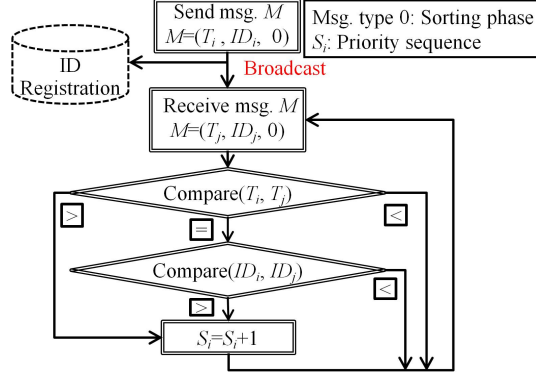 Send msg. M
M=(Ti , IDi, 0)
Msg. type 0: Sorting phase
Si: Priority sequence
ID
Registration
Broadcast
Receive msg. M
M=(Tj, IDj, 0)
Compare(Ti, Tj)
>
<
=
Compare(IDi, IDj)
>
<
Si=Si+1